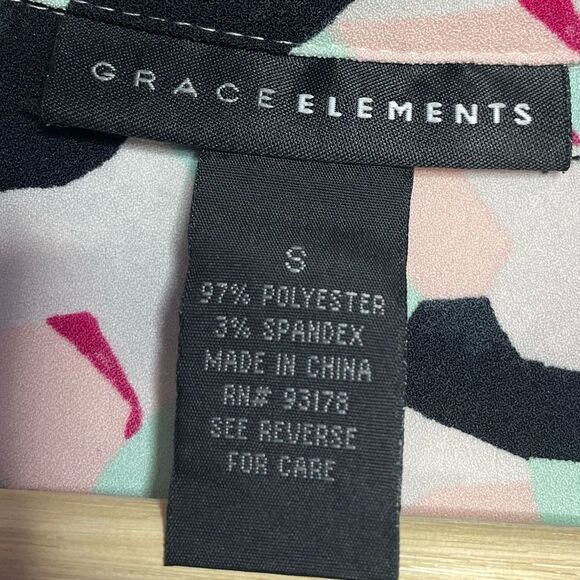 GRACE ELEMENTS
S
97% POLYESTER
3% SPANDEX
MADE IN CHINA
RN# 93178
SEE REVERSE
FOR CARE